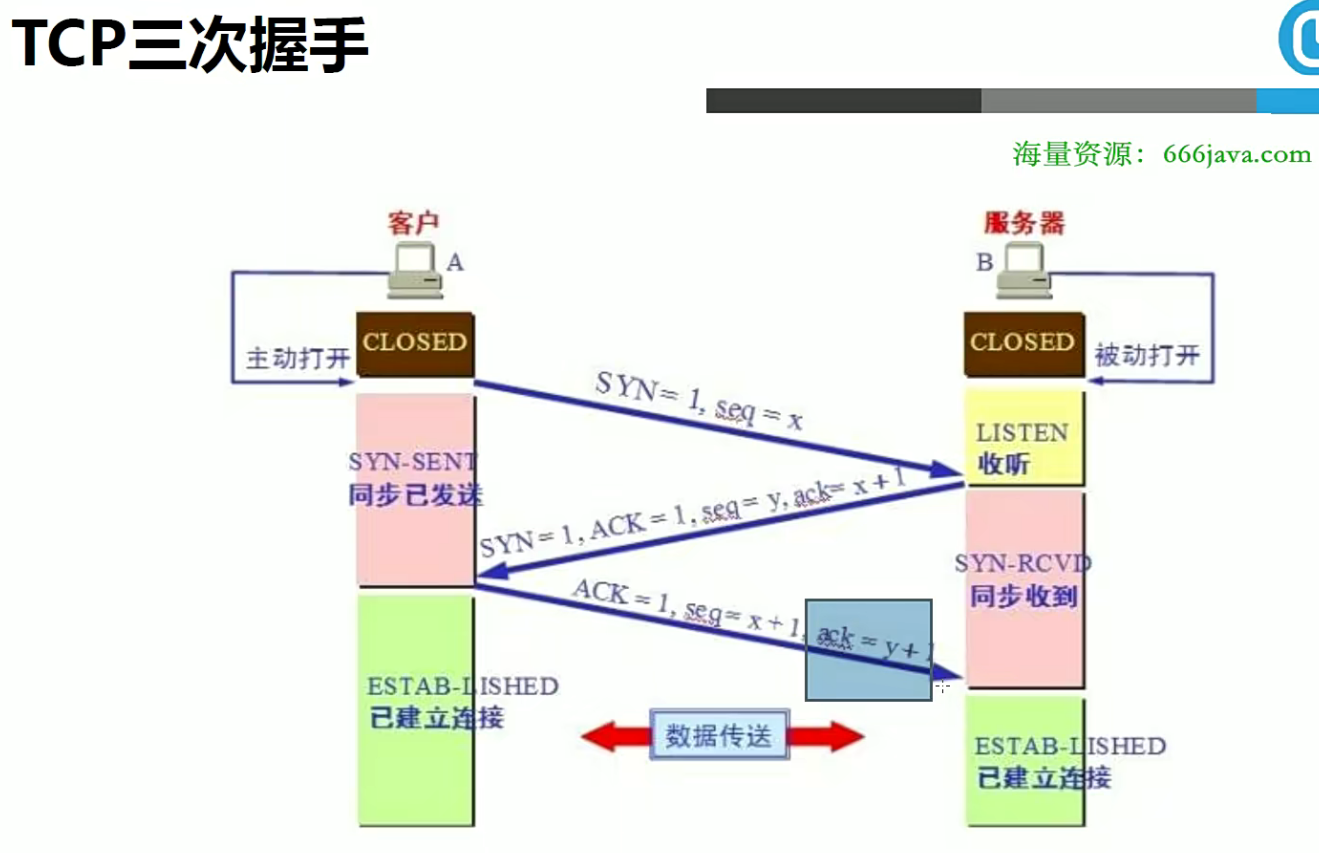 TCP三次握手
海量资源：666java.com
客户
服务器
A
B
CLOSED
CLOSED
主动打开
被动打开
SYN = 1, seq = x
LISTEN
收听
SYN-SENT
同步已发送
SYN = 1, ACK = 1, seq = y, ack= x + 1
SYN-RCVD
同步收到
ACK = 1, seq = x + 1, ack = y + 1
ESTAB-LISHED
已建立连接
数据传送
ESTAB-LISHED
已建立连接